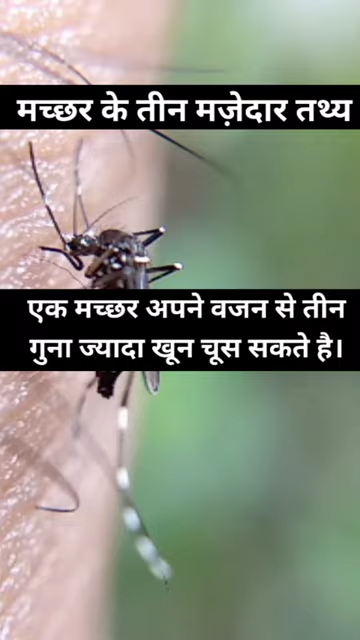 मच्छर के तीन मज़ेदार तथ्य
एक मच्छर अपने वजन से तीन
गुना ज्यादा खून चूस सकते है।